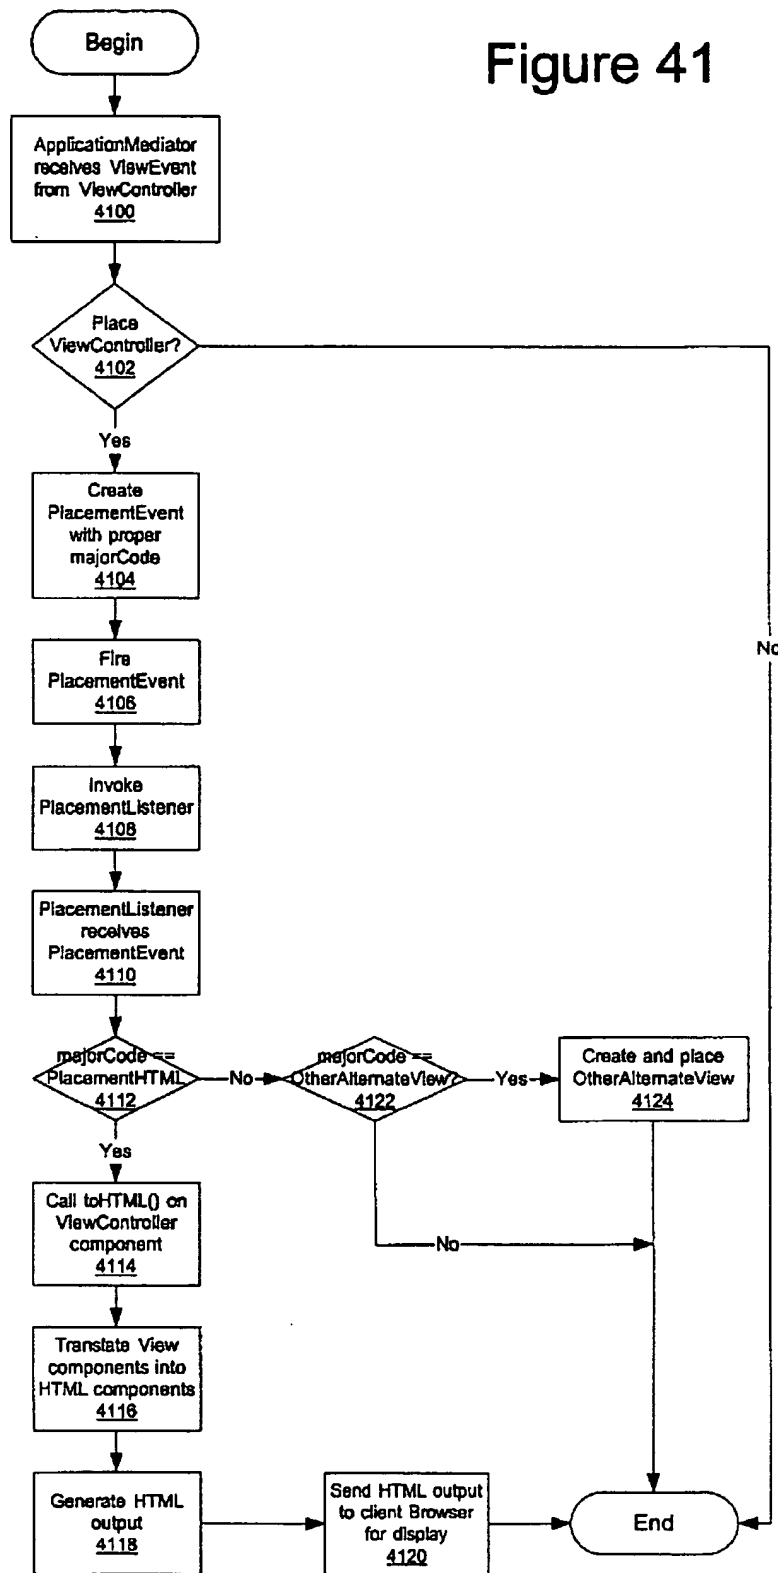 Figure 41
Begin
ApplicationMediator
receives ViewEvent
from ViewController
4100
Place
ViewController?
4102
Yes
No
Create
PlacementEvent
with proper
majorCode
4104
Fire
PlacementEvent
4106
Invoke
PlacementListener
4108
PlacementListener
receives
PlacementEvent
4110
majorCode ==
PlacementHTML
4112
No
majorCode ==
OtherAlternateView?
4122
Yes
Create and place
OtherAlternateView
4124
Yes
No
Call toHTML() on
ViewController
component
4114
Translate View
components into
HTML components
4116
Generate HTML
output
4118
Send HTML output
to client Browser
for display
4120
End